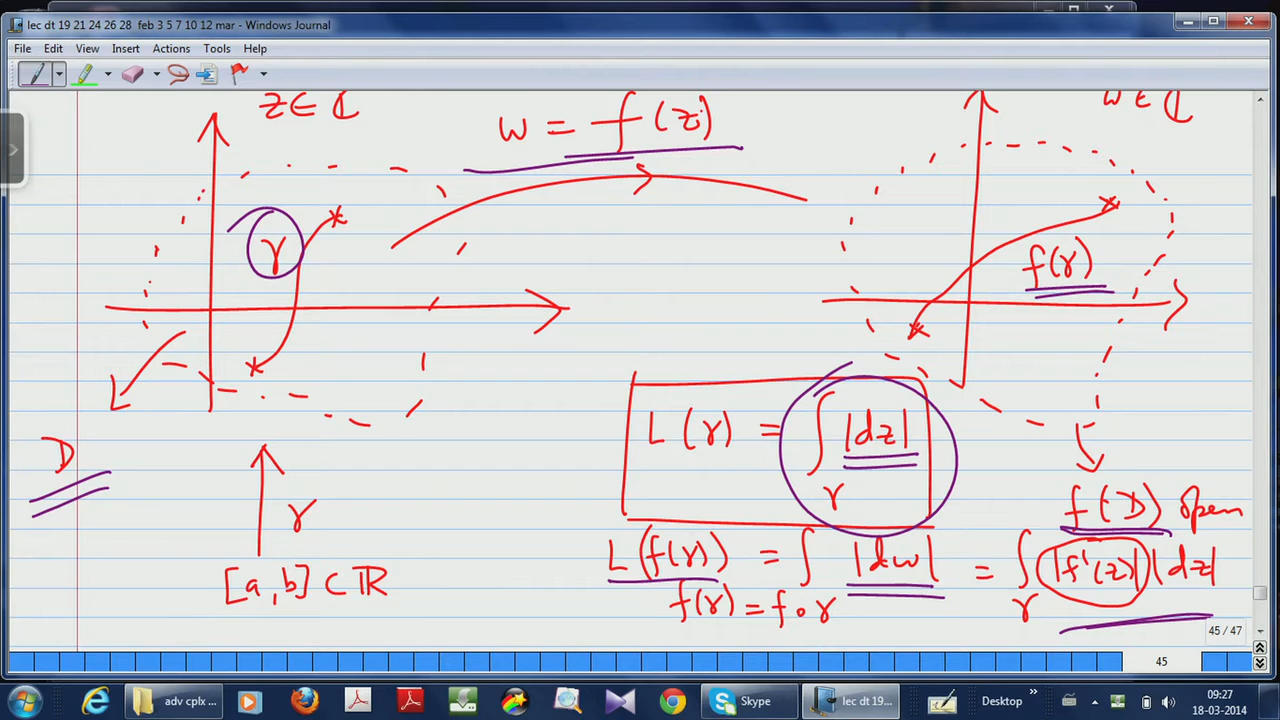 lec dt 19 21 24 26 28 feb 3 5 7 10 12 mar - Windows Journal
File Edit View Insert Actions Tools Help
z ∈ ℂ
w = f(z)
w ∈ ℂ
γ
f(γ)
D
L(γ) = ∫_γ |dz|
γ
f(D) open
L(f(γ)) = ∫_{f(γ) = f∘γ} |dw| = ∫_γ |f'(z)| |dz|
[a, b] ⊂ ℝ
45 / 47
45
adv cplx ...
Skype
lec dt 19...
Desktop
09:27
18-03-2014